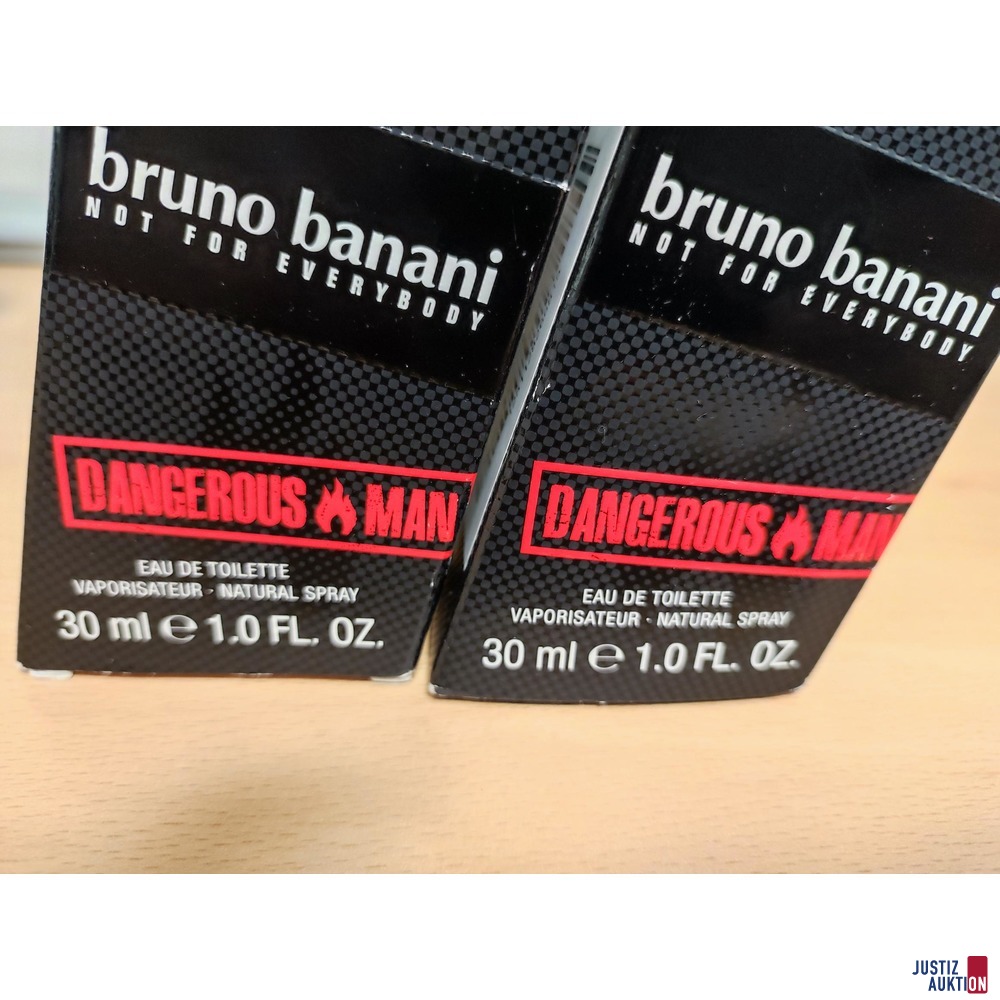 bruno banani
NOT FOR EVERYBODY
DANGEROUS MAN
EAU DE TOILETTE
VAPORISATEUR · NATURAL SPRAY
30 ml ℮ 1.0 FL. OZ.
bruno banani
NOT FOR EVERYBODY
DANGEROUS MAN
EAU DE TOILETTE
VAPORISATEUR · NATURAL SPRAY
30 ml ℮ 1.0 FL. OZ.
JUSTIZ
AUKTION